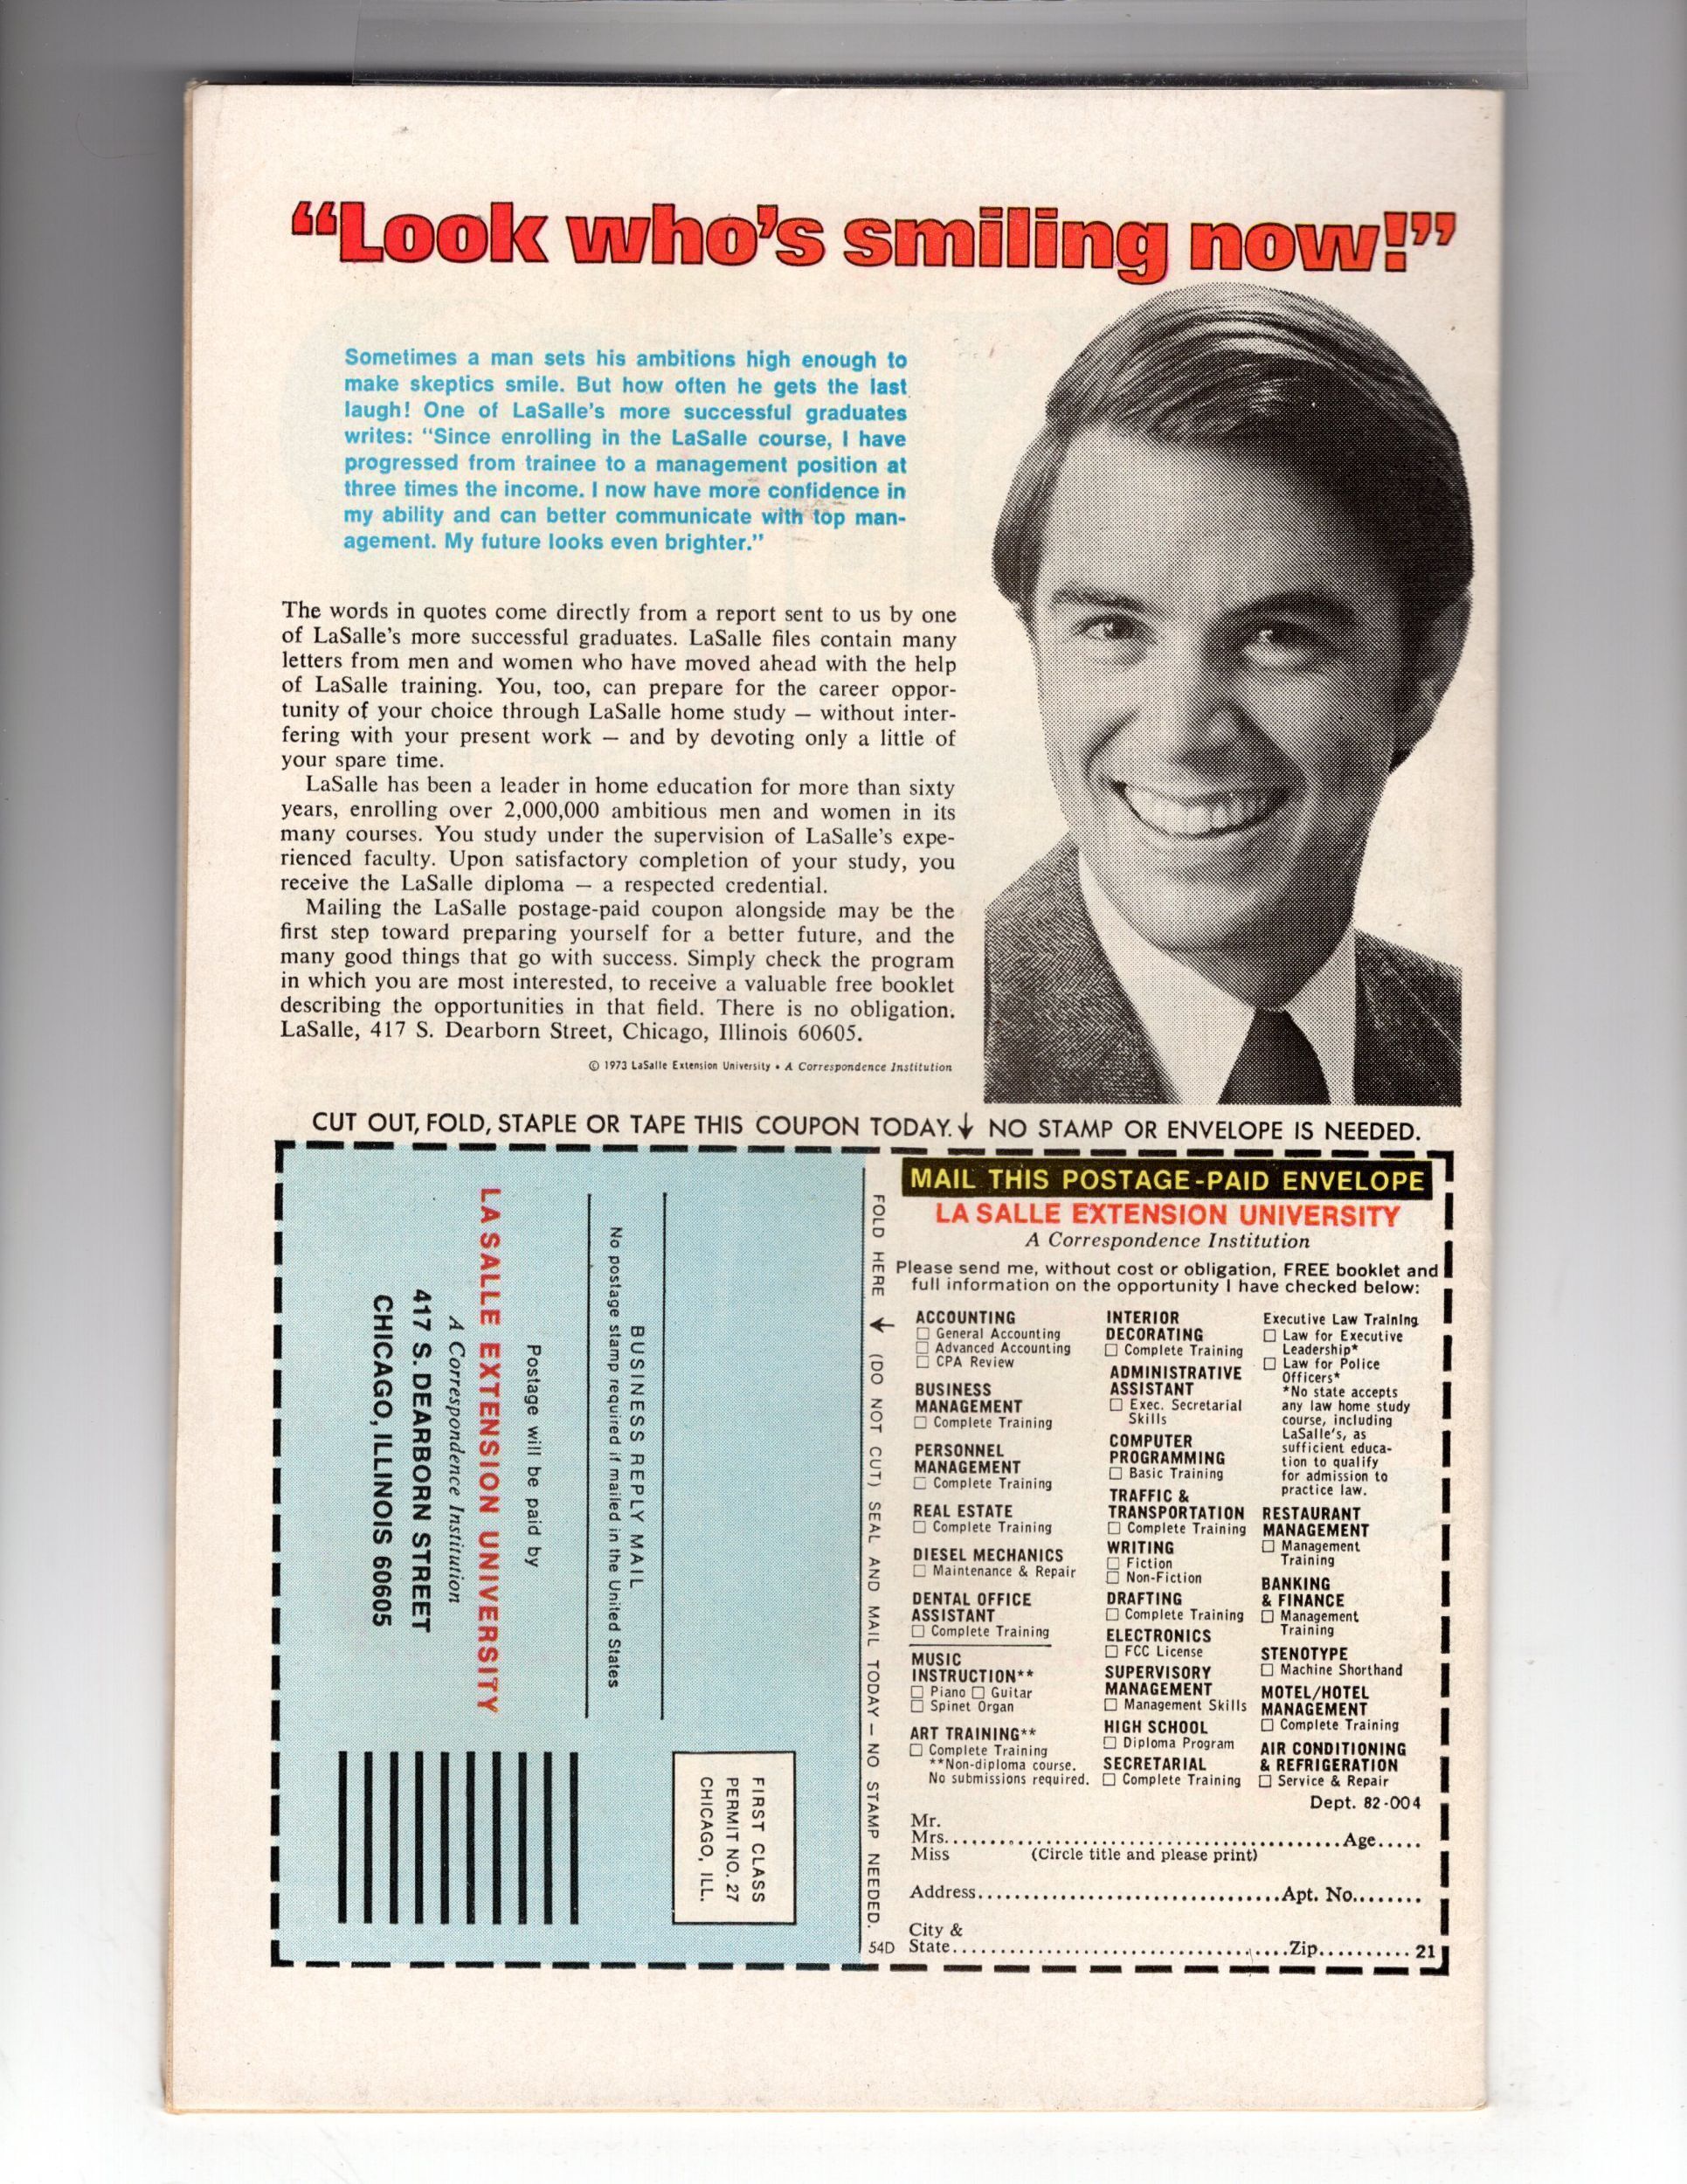 “Look who’s smiling now!”
Sometimes a man sets his ambitions high enough to
make skeptics smile. But how often he gets the last
laugh! One of LaSalle’s more successful graduates
writes: “Since enrolling in the LaSalle course, I have
progressed from trainee to a management position at
three times the income. I now have more confidence in
my ability and can better communicate with top man-
agement. My future looks even brighter.”
The words in quotes come directly from a report sent to us by one
of LaSalle’s more successful graduates. LaSalle files contain many
letters from men and women who have moved ahead with the help
of LaSalle training. You, too, can prepare for the career oppor-
tunity of your choice through LaSalle home study — without inter-
fering with your present work — and by devoting only a little of
your spare time.
LaSalle has been a leader in home education for more than sixty
years, enrolling over 2,000,000 ambitious men and women in its
many courses. You study under the supervision of LaSalle’s expe-
rienced faculty. Upon satisfactory completion of your study, you
receive the LaSalle diploma — a respected credential.
Mailing the LaSalle postage-paid coupon alongside may be the
first step toward preparing yourself for a better future, and the
many good things that go with success. Simply check the program
in which you are most interested, to receive a valuable free booklet
describing the opportunities in that field. There is no obligation.
LaSalle, 417 S. Dearborn Street, Chicago, Illinois 60605.
© 1973 LaSalle Extension University • A Correspondence Institution
CUT OUT, FOLD, STAPLE OR TAPE THIS COUPON TODAY.↓ NO STAMP OR ENVELOPE IS NEEDED.
FIRST CLASS
PERMIT NO. 27
CHICAGO, ILL.
BUSINESS REPLY MAIL
No postage stamp required if mailed in the United States
Postage will be paid by
LA SALLE EXTENSION UNIVERSITY
A Correspondence Institution
417 S. DEARBORN STREET
CHICAGO, ILLINOIS 60605
FOLD HERE → (DO NOT CUT) SEAL AND MAIL TODAY — NO STAMP NEEDED.
54D
MAIL THIS POSTAGE-PAID ENVELOPE
LA SALLE EXTENSION UNIVERSITY
A Correspondence Institution
Please send me, without cost or obligation, FREE booklet and
full information on the opportunity I have checked below:
ACCOUNTING
☐ General Accounting
☐ Advanced Accounting
☐ CPA Review
BUSINESS
MANAGEMENT
☐ Complete Training
PERSONNEL
MANAGEMENT
☐ Complete Training
REAL ESTATE
☐ Complete Training
DIESEL MECHANICS
☐ Maintenance & Repair
DENTAL OFFICE
ASSISTANT
☐ Complete Training
MUSIC
INSTRUCTION**
☐ Piano ☐ Guitar
☐ Spinet Organ
ART TRAINING**
☐ Complete Training
**Non-diploma course.
No submissions required.
INTERIOR
DECORATING
☐ Complete Training
ADMINISTRATIVE
ASSISTANT
☐ Exec. Secretarial
Skills
COMPUTER
PROGRAMMING
☐ Basic Training
TRAFFIC &
TRANSPORTATION
☐ Complete Training
WRITING
☐ Fiction
☐ Non-Fiction
DRAFTING
☐ Complete Training
ELECTRONICS
☐ FCC License
SUPERVISORY
MANAGEMENT
☐ Management Skills
HIGH SCHOOL
☐ Diploma Program
SECRETARIAL
☐ Complete Training
Executive Law Training
☐ Law for Executive
Leadership*
☐ Law for Police
Officers*
*No state accepts
any law home study
course, including
LaSalle’s, as
sufficient educa-
tion to qualify
for admission to
practice law.
RESTAURANT
MANAGEMENT
☐ Management
Training
BANKING
& FINANCE
☐ Management
Training
STENOTYPE
☐ Machine Shorthand
MOTEL/HOTEL
MANAGEMENT
☐ Complete Training
AIR CONDITIONING
& REFRIGERATION
☐ Service & Repair
Dept. 82-004
Mr.
Mrs.............................................Age.....
Miss (Circle title and please print)
Address................................Apt. No........
City &
State....................................Zip.......... 21